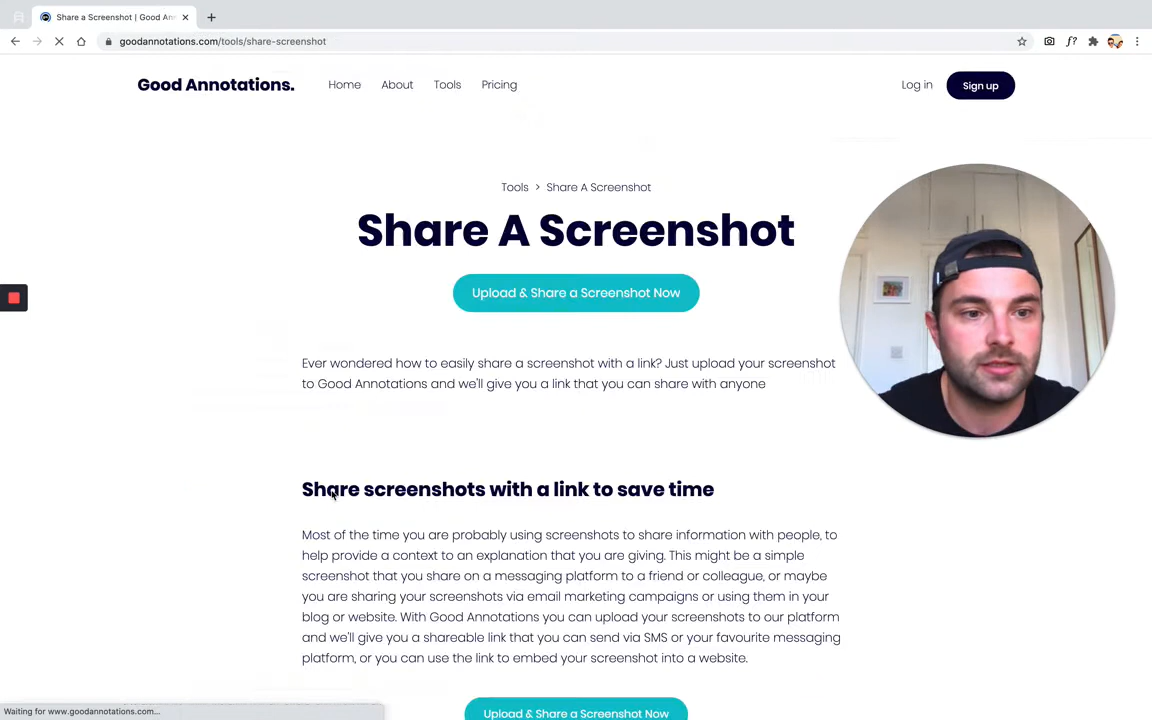 Share a Screenshot | Good Ann
goodannotations.com/tools/share-screenshot
f?
Good Annotations.
Home
About
Tools
Pricing
Log in
Sign up
Tools > Share A Screenshot
Share A Screenshot
Upload & Share a Screenshot Now
Ever wondered how to easily share a screenshot with a link? Just upload your screenshot
to Good Annotations and we'll give you a link that you can share with anyone
Share screenshots with a link to save time
Most of the time you are probably using screenshots to share information with people, to
help provide a context to an explanation that you are giving. This might be a simple
screenshot that you share on a messaging platform to a friend or colleague, or maybe
you are sharing your screenshots via email marketing campaigns or using them in your
blog or website. With Good Annotations you can upload your screenshots to our platform
and we'll give you a shareable link that you can send via SMS or your favourite messaging
platform, or you can use the link to embed your screenshot into a website.
Upload & Share a Screenshot Now
Waiting for www.goodannotations.com...